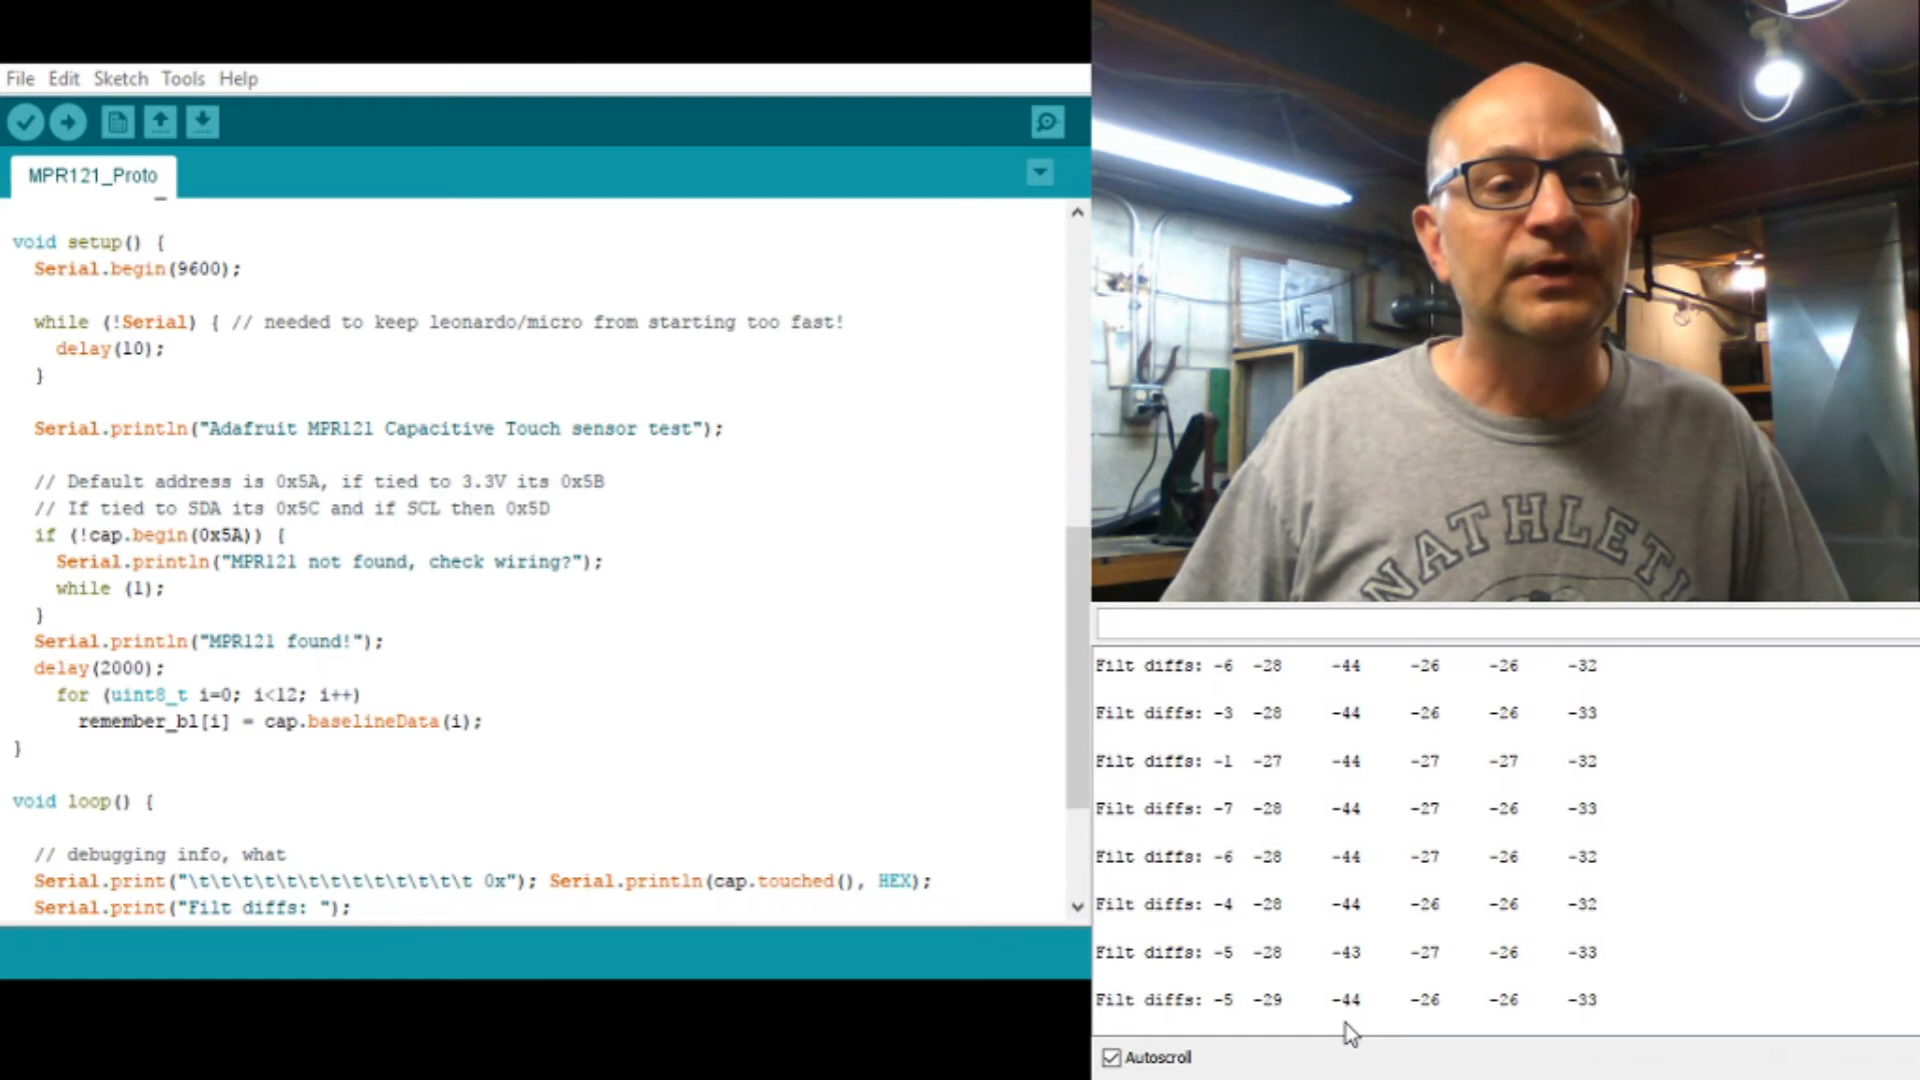 File Edit Sketch Tools Help
MPR121_Proto
void setup() {
Serial.begin(9600);
while (!Serial) { // needed to keep leonardo/micro from starting too fast!
delay(10);
}
Serial.println("Adafruit MPR121 Capacitive Touch sensor test");
// Default address is 0x5A, if tied to 3.3V its 0x5B
// If tied to SDA its 0x5C and if SCL then 0x5D
if (!cap.begin(0x5A)) {
Serial.println("MPR121 not found, check wiring?");
while (1);
}
Serial.println("MPR121 found!");
delay(2000);
for (uint8_t i=0; i<12; i++)
remember_bl[i] = cap.baselineData(i);
}
void loop() {
// debugging info, what
Serial.print("\t\t\t\t\t\t\t\t\t\t\t\t\t 0x"); Serial.println(cap.touched(), HEX);
Serial.print("Filt diffs: ");
NATHLETI
Filt diffs: -6 -28 -44 -26 -26 -32
Filt diffs: -3 -28 -44 -26 -26 -33
Filt diffs: -1 -27 -44 -27 -27 -32
Filt diffs: -7 -28 -44 -27 -26 -33
Filt diffs: -6 -28 -44 -27 -26 -32
Filt diffs: -4 -28 -44 -26 -26 -32
Filt diffs: -5 -28 -43 -27 -26 -33
Filt diffs: -5 -29 -44 -26 -26 -33
Autoscroll